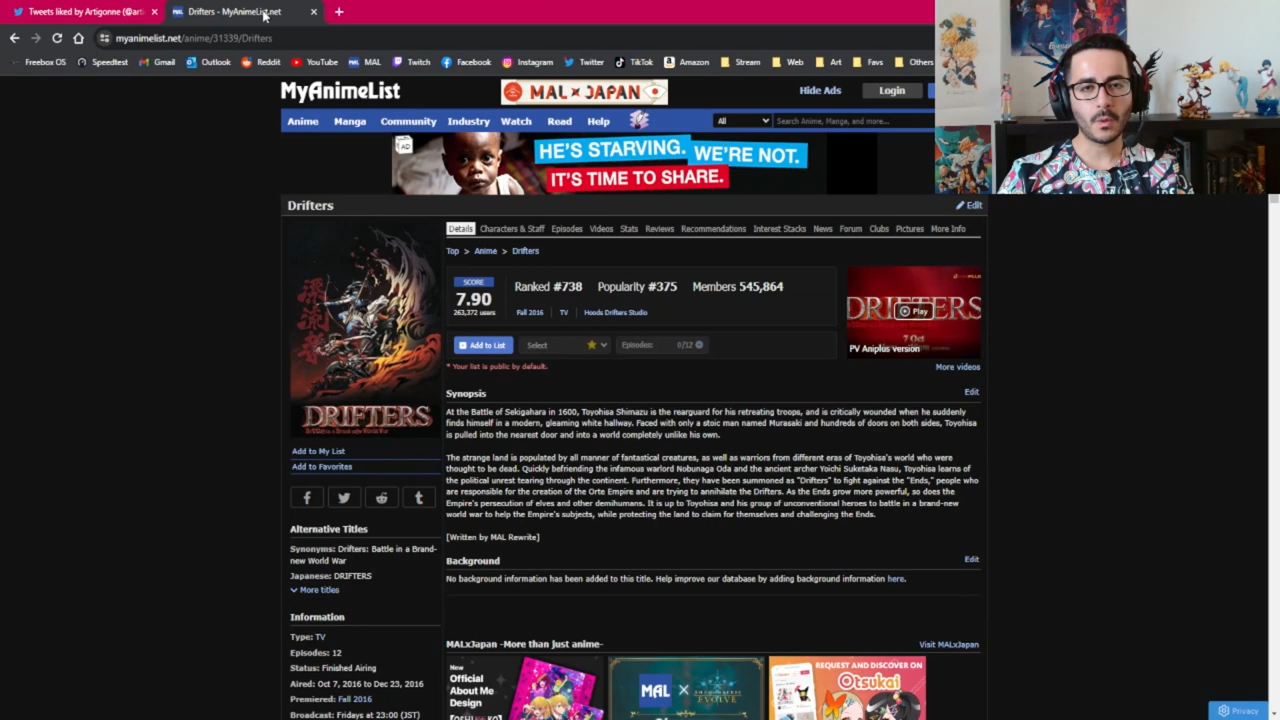 Tweets liked by Artigonne (@arti
Drifters - MyAnimeList.net
myanimelist.net/anime/31339/Drifters
Freebox OS
Speedtest
Gmail
Outlook
Reddit
YouTube
MAL
Twitch
Facebook
Instagram
Twitter
TikTok
Amazon
Stream
Web
Art
Favs
Others
MyAnimeList
MAL x JAPAN
Hide Ads
Login
Anime
Manga
Community
Industry
Watch
Read
Help
All
Search Anime, Manga, and more...
AD
HE'S STARVING. WE'RE NOT.
IT'S TIME TO SHARE.
Drifters
Edit
Details
Characters & Staff
Episodes
Videos
Stats
Reviews
Recommendations
Interest Stacks
News
Forum
Clubs
Pictures
More Info
Top > Anime > Drifters
SCORE
7.90
263,372 users
Ranked #738
Popularity #375
Members 545,864
Fall 2016
TV
Hoods Drifters Studio
Add to List
Select
Episodes: 0/12
* Your list is public by default.
DRIFTERS
Play
7 Oct
PV Aniplus version
More videos
DRIFTERS
Synopsis
Edit
At the Battle of Sekigahara in 1600, Toyohisa Shimazu is the rearguard for his retreating troops, and is critically wounded when he suddenly
finds himself in a modern, gleaming white hallway. Faced with only a stoic man named Murasaki and hundreds of doors on both sides, Toyohisa
is pulled into the nearest door and into a world completely unlike his own.
The strange land is populated by all manner of fantastical creatures, as well as warriors from different eras of Toyohisa's world who were
thought to be dead. Quickly befriending the infamous warlord Nobunaga Oda and the ancient archer Yoichi Suketaka Nasu, Toyohisa learns of
the political unrest tearing through the continent. Furthermore, they have been summoned as "Drifters" to fight against the "Ends," people who
are responsible for the creation of the Orte Empire and are trying to annihilate the Drifters. As the Ends grow more powerful, so does the
Empire's persecution of elves and other demihumans. It is up to Toyohisa and his group of unconventional heroes to battle in a brand-new
world war to help the Empire's subjects, while protecting the land to claim for themselves and challenging the Ends.
[Written by MAL Rewrite]
Background
Edit
No background information has been added to this title. Help improve our database by adding background information here.
Add to My List
Add to Favorites
Alternative Titles
Synonyms: Drifters: Battle in a Brand-
new World War
Japanese: DRIFTERS
More titles
Information
Type: TV
Episodes: 12
Status: Finished Airing
Aired: Oct 7, 2016 to Dec 23, 2016
Premiered: Fall 2016
Broadcast: Fridays at 23:00 (JST)
MALxJapan -More than just anime-
Visit MALxJapan
New
Official
About Me
Design
MAL
EVOLVE
REQUEST AND DISCOVER ON
Otsukai
Privacy